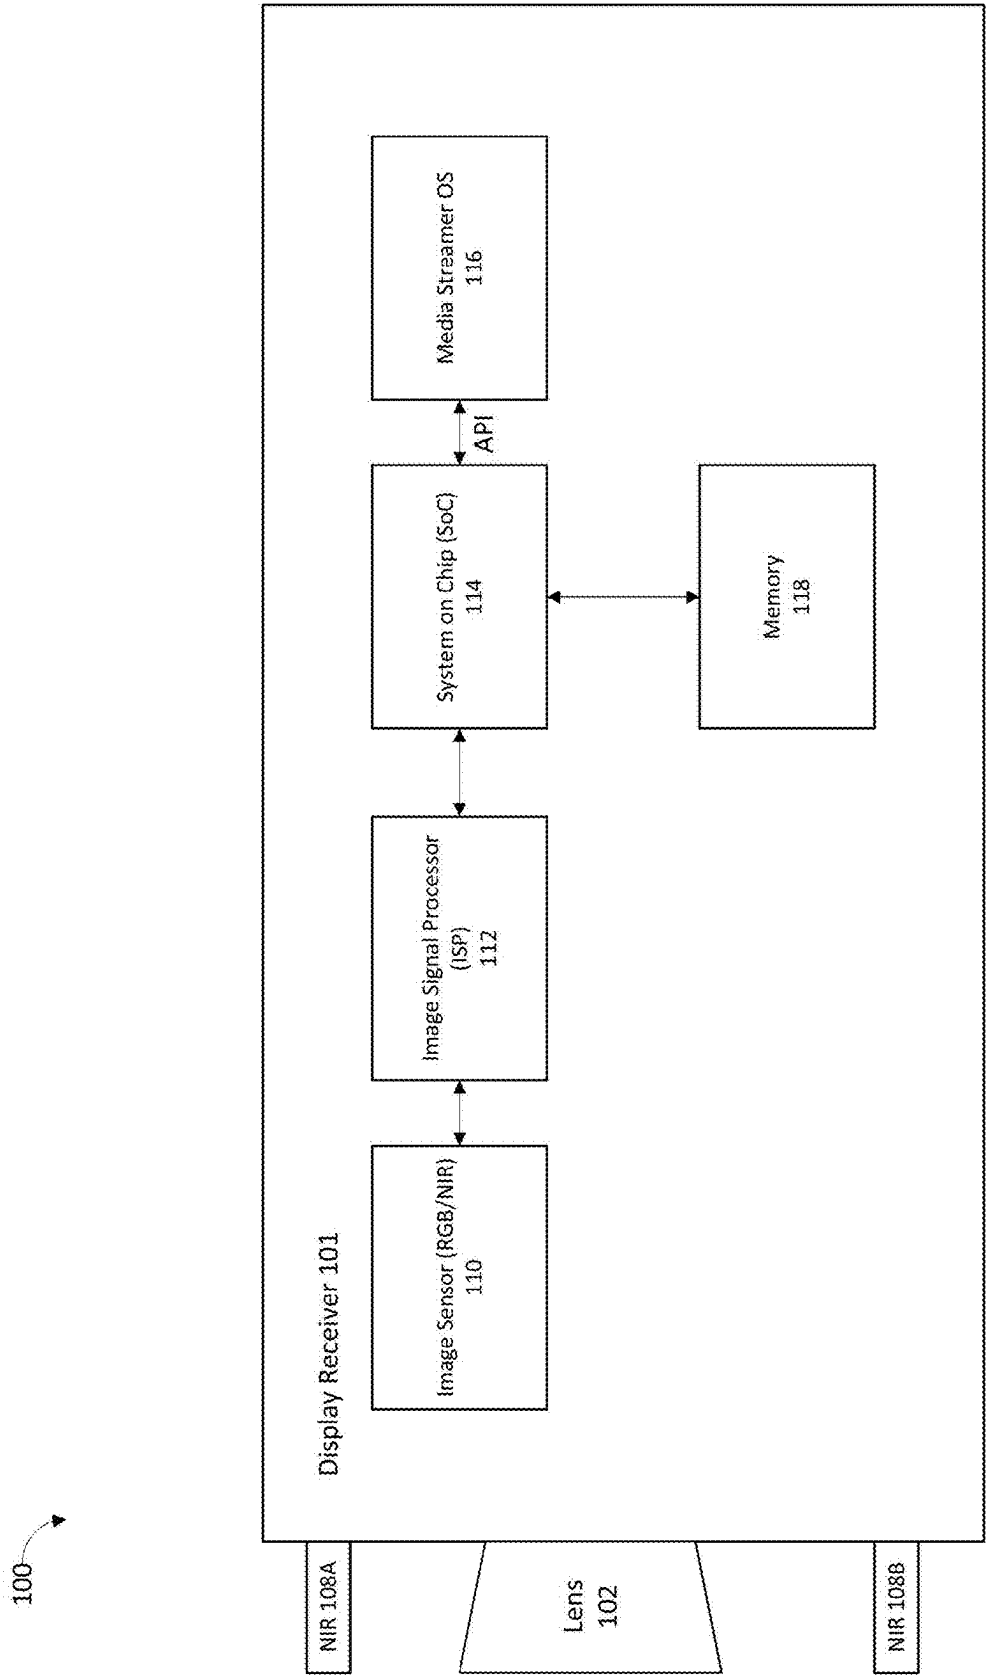 100
NIR 108A
Lens
102
NIR 108B
Display Receiver 101
Image Sensor (RGB/NIR)
110
Image Signal Processor
(ISP)
112
System on Chip (SoC)
114
API
Media Streamer OS
116
Memory
118